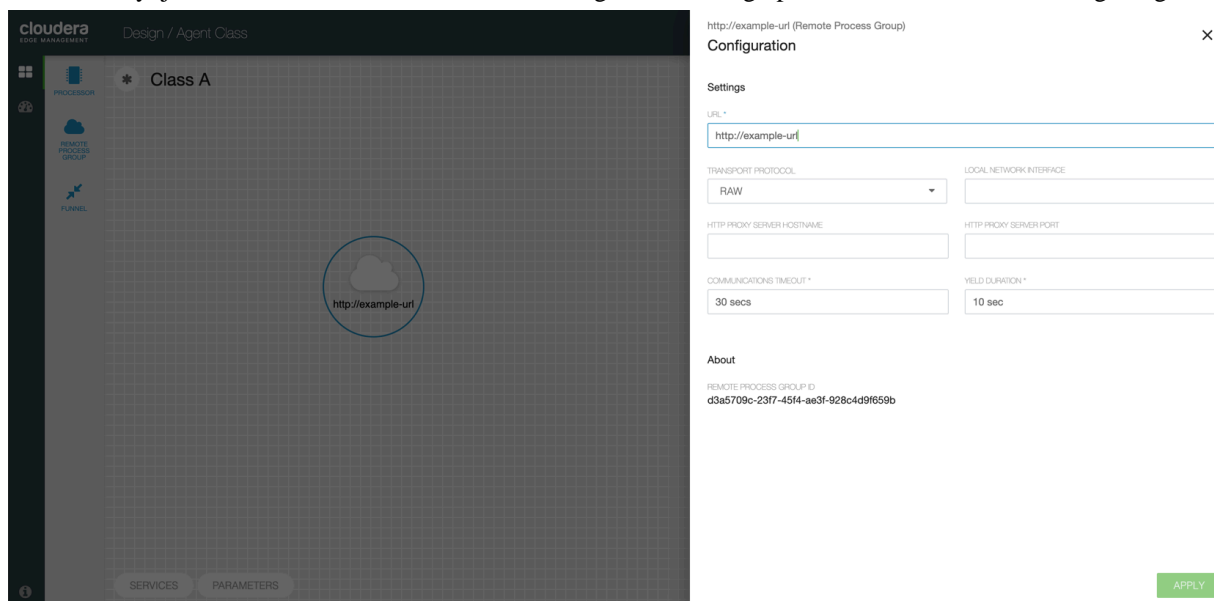 cloudera
EDGE MANAGEMENT
Design / Agent Class
PROCESSOR
REMOTE
PROCESS
GROUP
FUNNEL
Class A
http://example-url
SERVICES
PARAMETERS
http://example-url (Remote Process Group)
Configuration
Settings
URL *
http://example-url
TRANSPORT PROTOCOL
LOCAL NETWORK INTERFACE
RAW
HTTP PROXY SERVER HOSTNAME
HTTP PROXY SERVER PORT
COMMUNICATIONS TIMEOUT *
YIELD DURATION *
30 secs
10 sec
About
REMOTE PROCESS GROUP ID
d3a5709c-23f7-45f4-ae3f-928c4d9f659b
APPLY